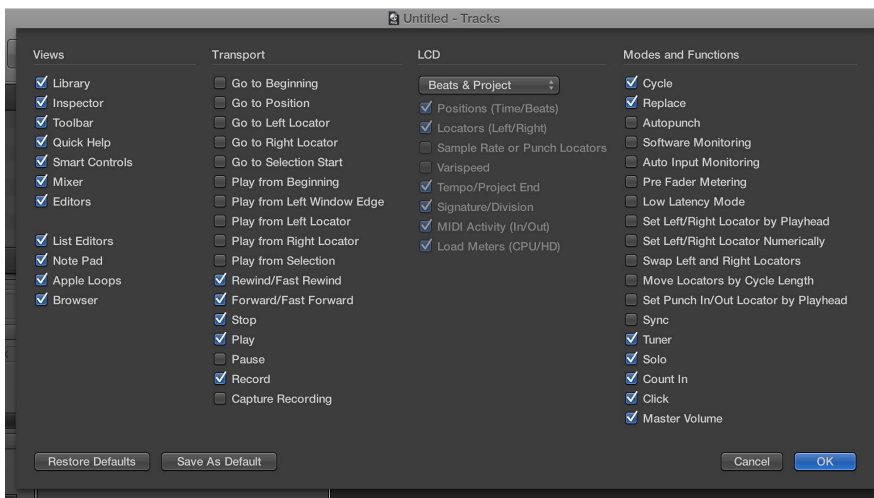 Untitled - Tracks
Views
Library
Inspector
Toolbar
Quick Help
Smart Controls
Mixer
Editors
List Editors
Note Pad
Apple Loops
Browser
Transport
Go to Beginning
Go to Position
Go to Left Locator
Go to Right Locator
Go to Selection Start
Play from Beginning
Play from Left Window Edge
Play from Left Locator
Play from Right Locator
Play from Selection
Rewind/Fast Rewind
Forward/Fast Forward
Stop
Play
Pause
Record
Capture Recording
LCD
Beats & Project
Positions (Time/Beats)
Locators (Left/Right)
Sample Rate or Punch Locators
Varispeed
Tempo/Project End
Signature/Division
MIDI Activity (In/Out)
Load Meters (CPU/HD)
Modes and Functions
Cycle
Replace
Autopunch
Software Monitoring
Auto Input Monitoring
Pre Fader Metering
Low Latency Mode
Set Left/Right Locator by Playhead
Set Left/Right Locator Numerically
Swap Left and Right Locators
Move Locators by Cycle Length
Set Punch In/Out Locator by Playhead
Sync
Tuner
Solo
Count In
Click
Master Volume
Restore Defaults
Save As Default
Cancel
OK